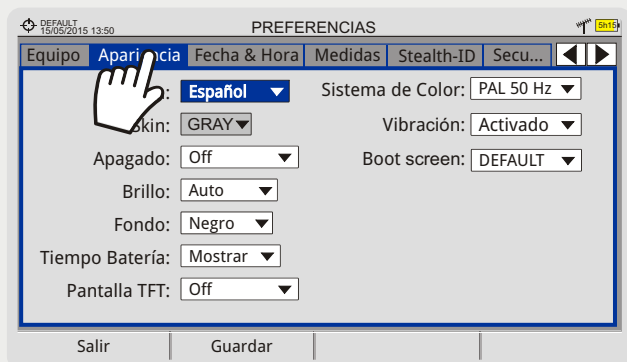 DEFAULT
15/05/2015 13:50
PREFERENCIAS
5h15
Equipo Apariencia Fecha & Hora Medidas Stealth-ID Secu...
Español
Sistema de Color: PAL 50 Hz
Skin: GRAY
Vibración: Activado
Apagado: Off
Boot screen: DEFAULT
Brillo: Auto
Fondo: Negro
Tiempo Batería: Mostrar
Pantalla TFT: Off
Salir Guardar